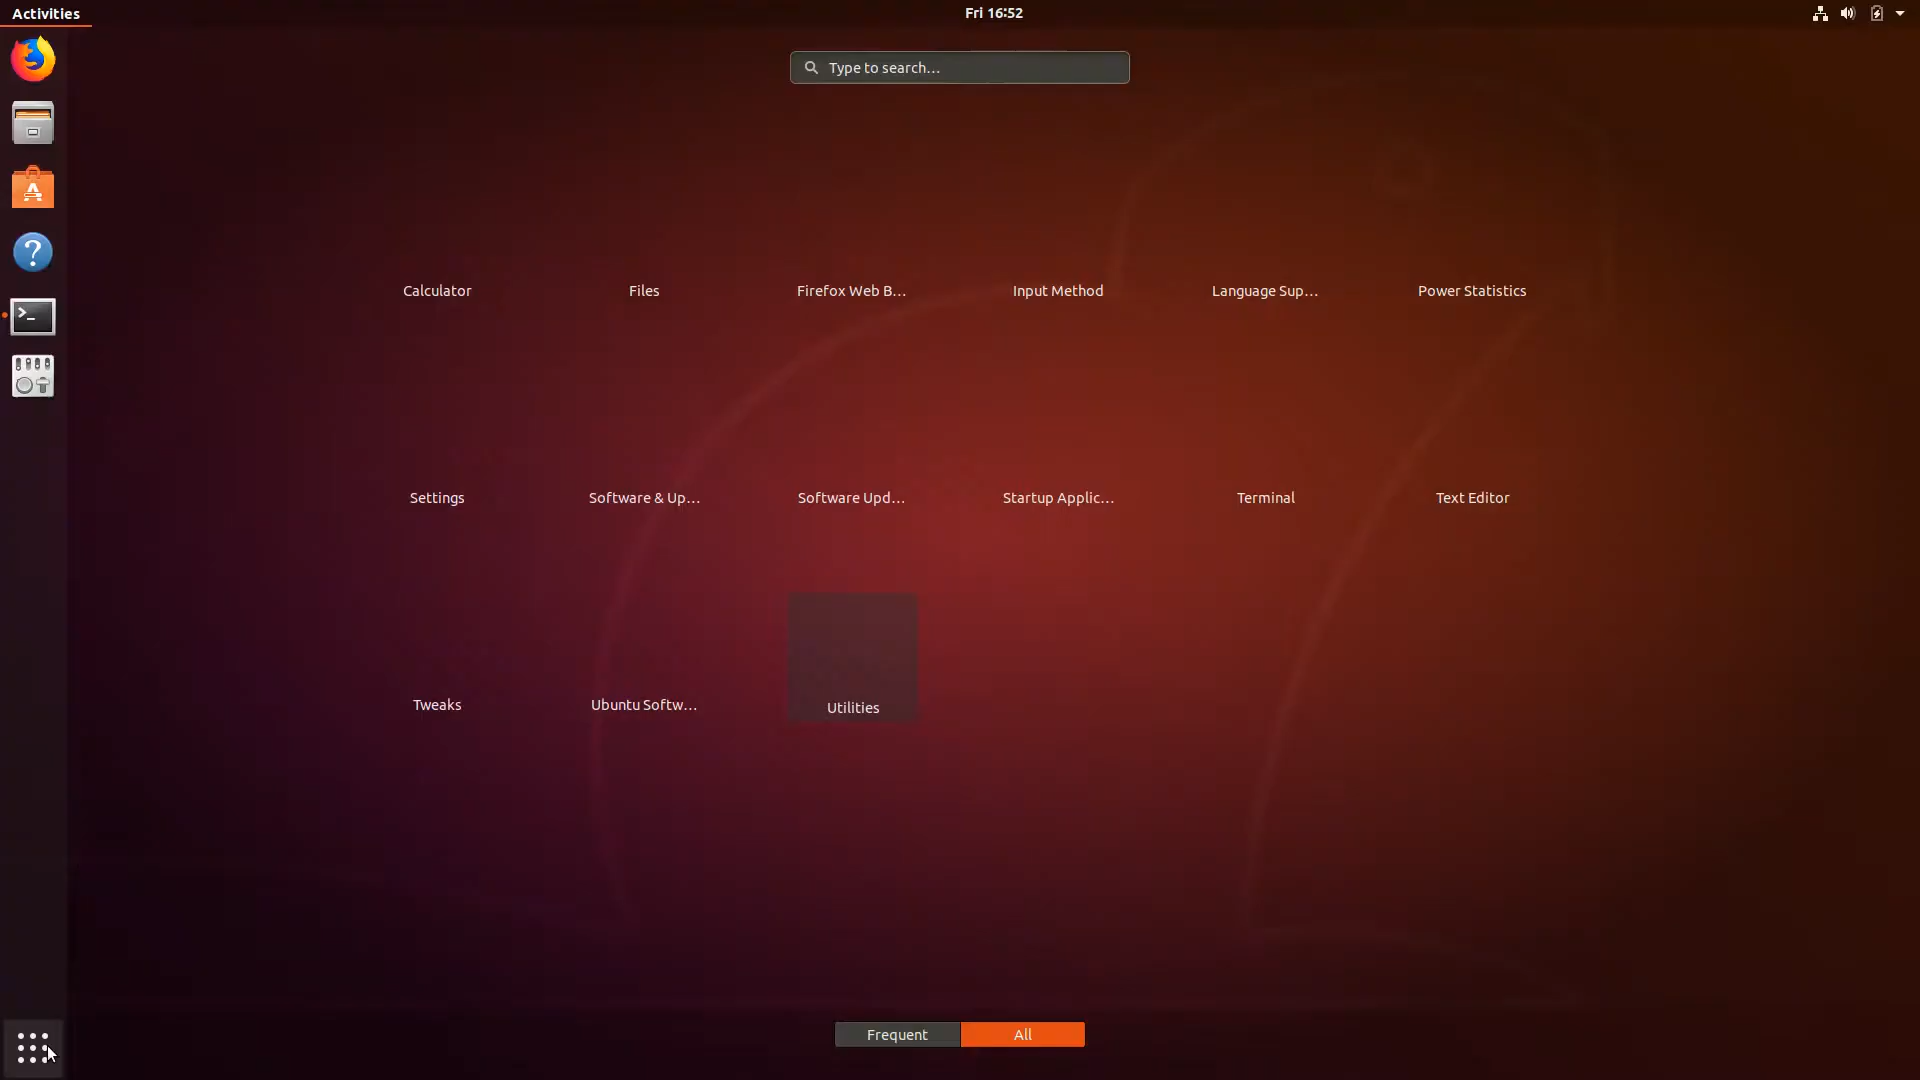 Activities
Fri 16:52
Type to search…
Calculator
Files
Firefox Web B…
Input Method
Language Sup…
Power Statistics
Settings
Software & Up…
Software Upd…
Startup Applic…
Terminal
Text Editor
Tweaks
Ubuntu Softw…
Utilities
Frequent
All